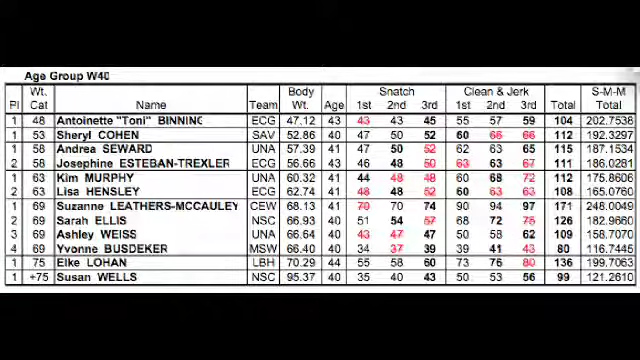 Age Group W40
Wt. Body Snatch Clean & Jerk S-M-M
Pl Cat Name Team Wt. Age 1st 2nd 3rd 1st 2nd 3rd Total Total
1 48 Antoinette "Toni" BINNING ECG 47.12 43 43 43 45 55 57 59 104 202.7538
1 53 Sheryl COHEN SAV 52.86 40 47 50 52 60 66 66 112 192.3297
1 58 Andrea SEWARD UNA 57.39 41 48 50 52 62 63 65 115 187.1534
2 58 Josephine ESTEBAN-TREXLER ECG 56.66 43 46 48 50 63 63 67 111 186.0281
1 63 Kim MURPHY UNA 60.32 41 44 48 48 60 68 72 112 175.8606
2 63 Lisa HENSLEY ECG 62.74 41 48 48 52 60 63 63 108 165.0760
1 69 Suzanne LEATHERS-MCCAULEY CEW 68.13 41 70 70 74 90 94 97 171 248.0049
2 69 Sarah ELLIS NSC 66.93 40 51 54 57 68 72 75 126 182.9660
3 69 Ashley WEISS UNA 66.64 40 43 47 47 50 58 62 109 158.7070
4 69 Yvonne BUSDEKER MSW 66.40 40 34 37 39 39 41 43 80 116.7445
1 75 Elke LOHAN LBH 70.29 44 55 58 60 73 76 80 136 199.7063
1 +75 Susan WELLS NSC 95.37 40 35 40 43 50 53 56 99 121.2610